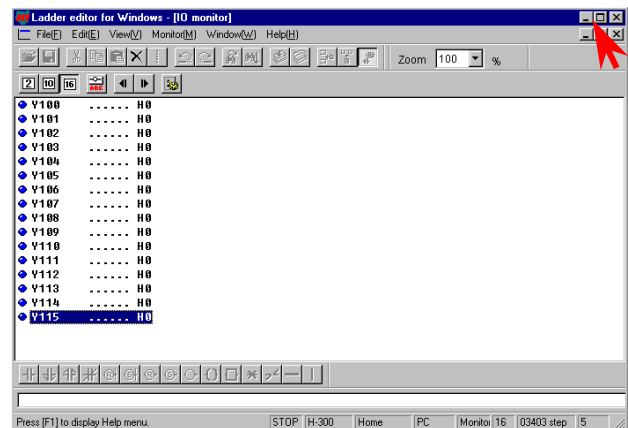 Ladder editor for Windows - [IO monitor]
File(F) Edit(E) View(V) Monitor(M) Window(W) Help(H)
Zoom 100 %
2 10 16 ABE
Y100 ...... H0
Y101 ...... H0
Y102 ...... H0
Y103 ...... H0
Y104 ...... H0
Y105 ...... H0
Y106 ...... H0
Y107 ...... H0
Y108 ...... H0
Y109 ...... H0
Y110 ...... H0
Y111 ...... H0
Y112 ...... H0
Y113 ...... H0
Y114 ...... H0
Y115 ...... H0
Press [F1] to display Help menu. STOP H-300 Home PC Monitoi 16 03403 step 5